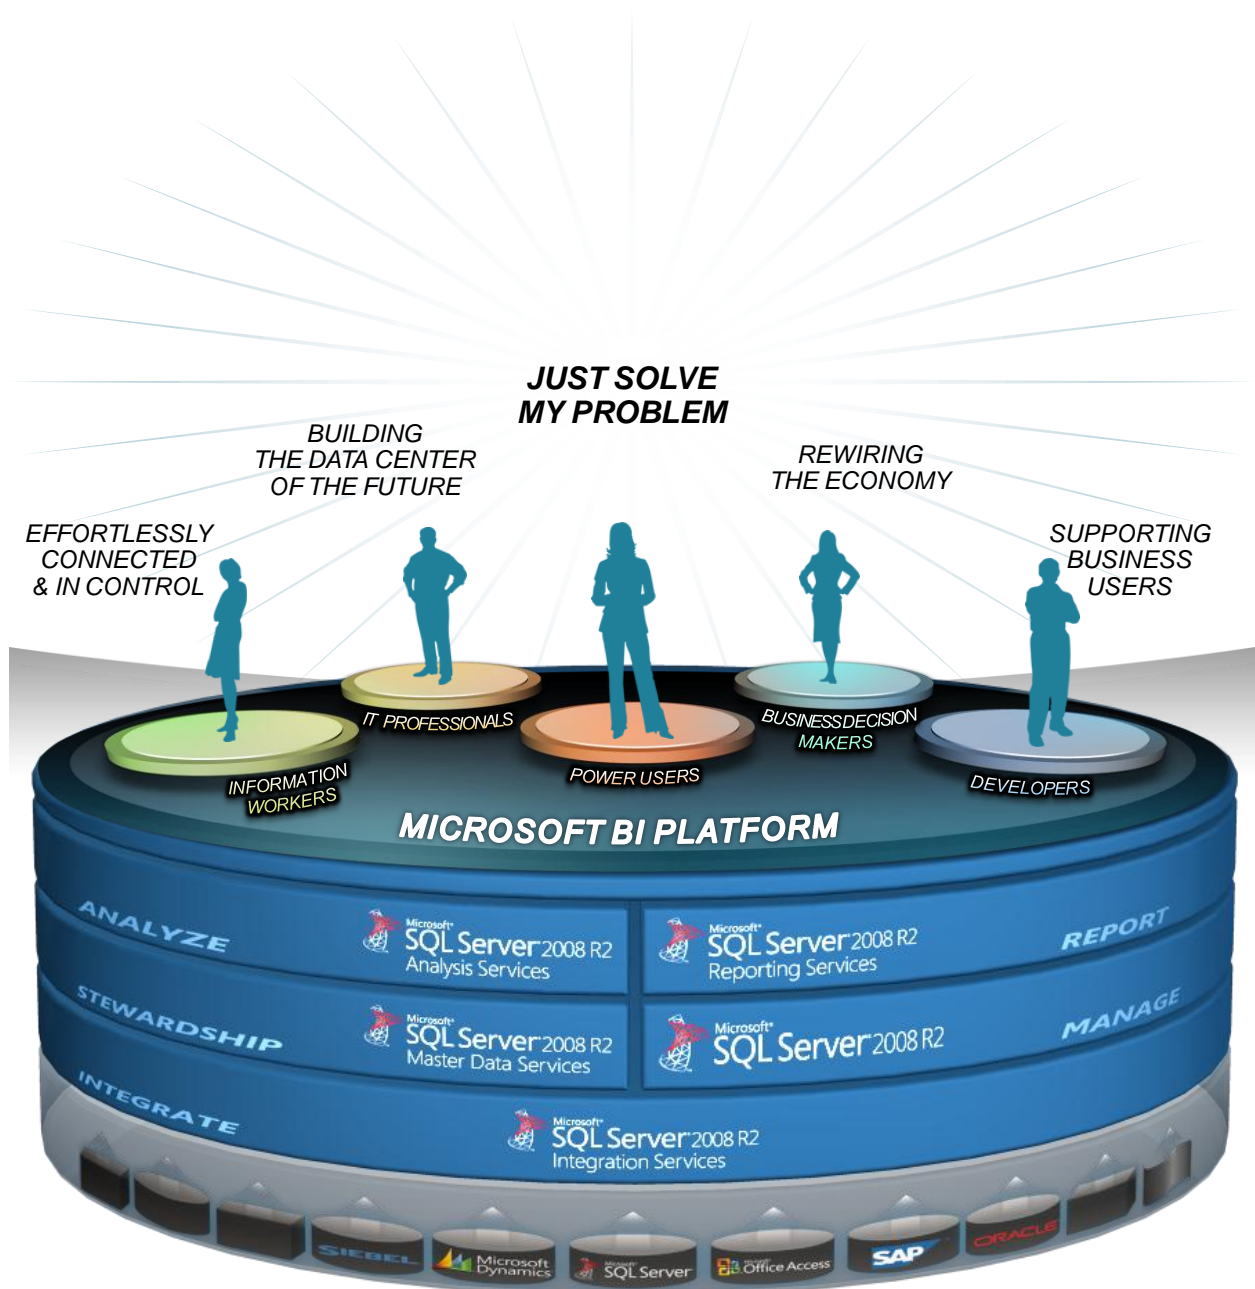 JUST SOLVE
MY PROBLEM
BUILDING
THE DATA CENTER
OF THE FUTURE
REWIRING
THE ECONOMY
EFFORTLESSLY
CONNECTED
& IN CONTROL
SUPPORTING
BUSINESS
USERS
IT PROFESSIONALS
BUSINESS DECISION
MAKERS
INFORMATION
WORKERS
POWER USERS
DEVELOPERS
MICROSOFT BI PLATFORM
ANALYZE
Microsoft®
SQL Server® 2008 R2
Analysis Services
Microsoft®
SQL Server® 2008 R2
Reporting Services
REPORT
STEWARDSHIP
Microsoft®
SQL Server® 2008 R2
Master Data Services
Microsoft®
SQL Server® 2008 R2
MANAGE
INTEGRATE
Microsoft®
SQL Server® 2008 R2
Integration Services
SIEBEL
Microsoft
Dynamics
Microsoft®
SQL Server
Microsoft
Office Access
SAP
ORACLE